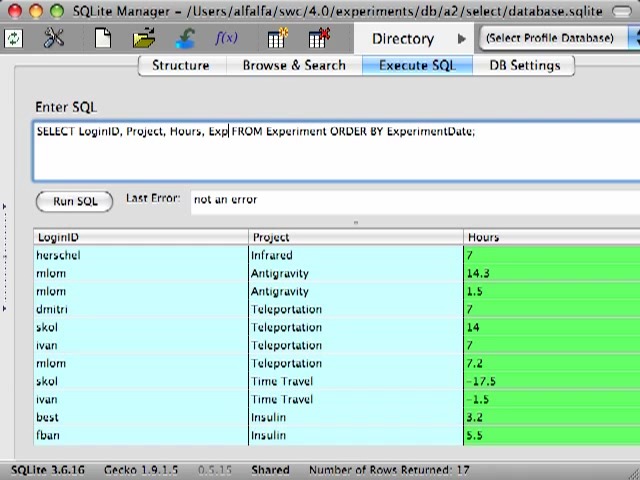 SQLite Manager - /Users/alfalfa/swc/4.0/experiments/db/a2/select/database.sqlite
f(x) Directory (Select Profile Database)
Structure Browse & Search Execute SQL DB Settings
Enter SQL
SELECT LoginID, Project, Hours, Exp FROM Experiment ORDER BY ExperimentDate;
Run SQL Last Error: not an error
LoginID Project Hours
herschel Infrared 7
mlom Antigravity 14.3
mlom Antigravity 1.5
dmitri Teleportation 7
skol Teleportation 14
ivan Teleportation 7
mlom Teleportation 7.2
skol Time Travel -17.5
ivan Time Travel -1.5
best Insulin 3.2
fban Insulin 5.5
SQLite 3.6.16 Gecko 1.9.1.5 0.5.15 Shared Number of Rows Returned: 17